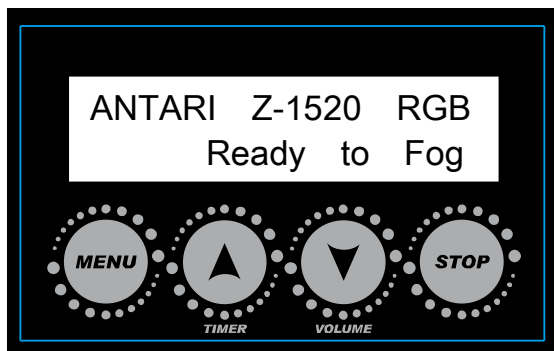 ANTARI Z-1520 RGB
Ready to Fog
MENU
STOP
TIMER
VOLUME